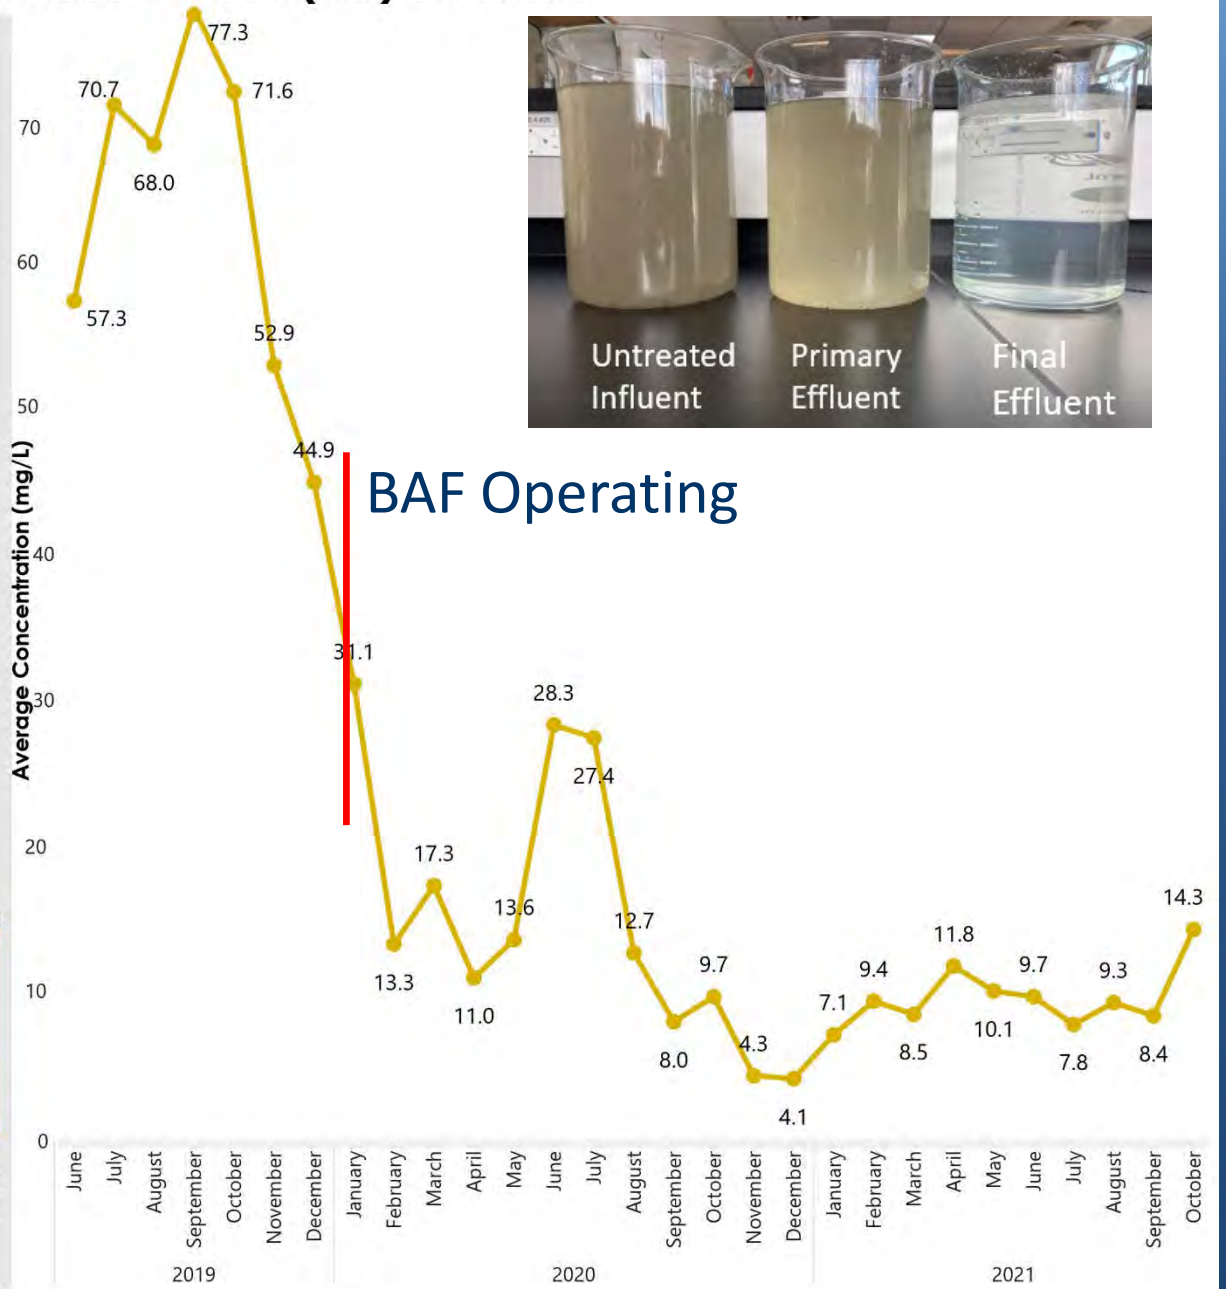 77.3
70.7
71.6
70
68.0
60
57.3
52.9
50
44.9
40
31.1
30
28.3
27.4
20
17.3
13.6
12.7
14.3
13.3
11.0
11.8
10
9.7
9.4
9.7
9.3
8.0
4.3
7.1
8.5
10.1
7.8
8.4
4.1
0
Average Concentration (mg/L)
Untreated
Influent
Primary
Effluent
Final
Effluent
BAF Operating
June
July
August
September
October
November
December
January
February
March
April
May
June
July
August
September
October
November
December
January
February
March
April
May
June
July
August
September
October
2019
2020
2021